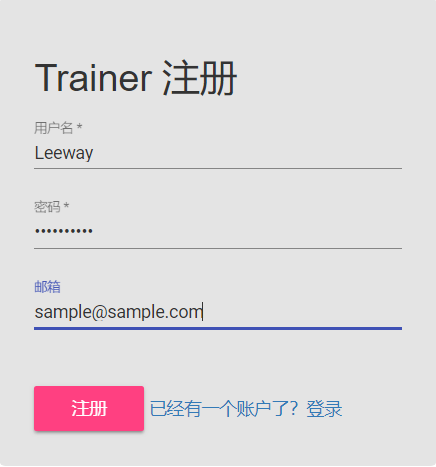 Trainer 注册
用户名 *
Leeway
密码 *
••••••••••
邮箱
sample@sample.com
注册 已经有一个账户了？登录